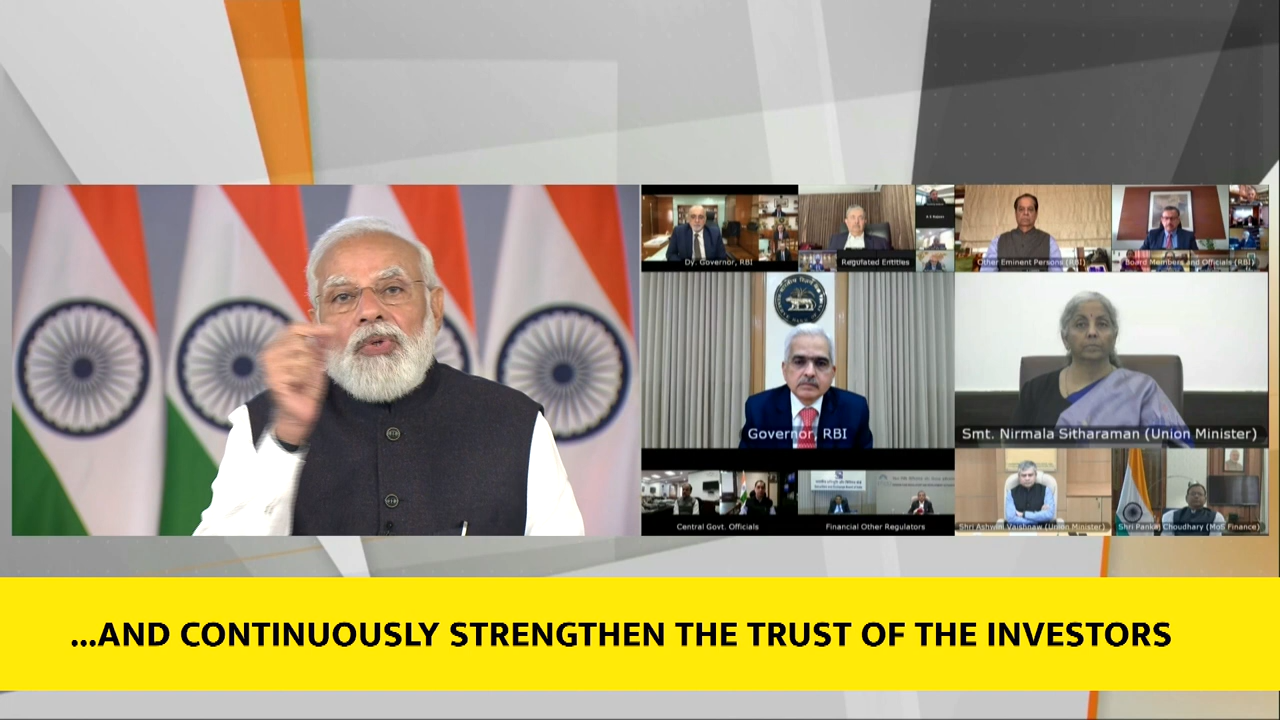 Dy. Governor, RBI
Regulated Entities
Other Eminent Persons (RBI)
Board Members and Officials (RBI)
Governor, RBI
Smt. Nirmala Sitharaman (Union Minister)
Central Govt. Officials
Financial Other Regulators
Shri Ashwini Vaishnaw (Union Minister)
Shri Pankaj Choudhary (MoS Finance)
...AND CONTINUOUSLY STRENGTHEN THE TRUST OF THE INVESTORS